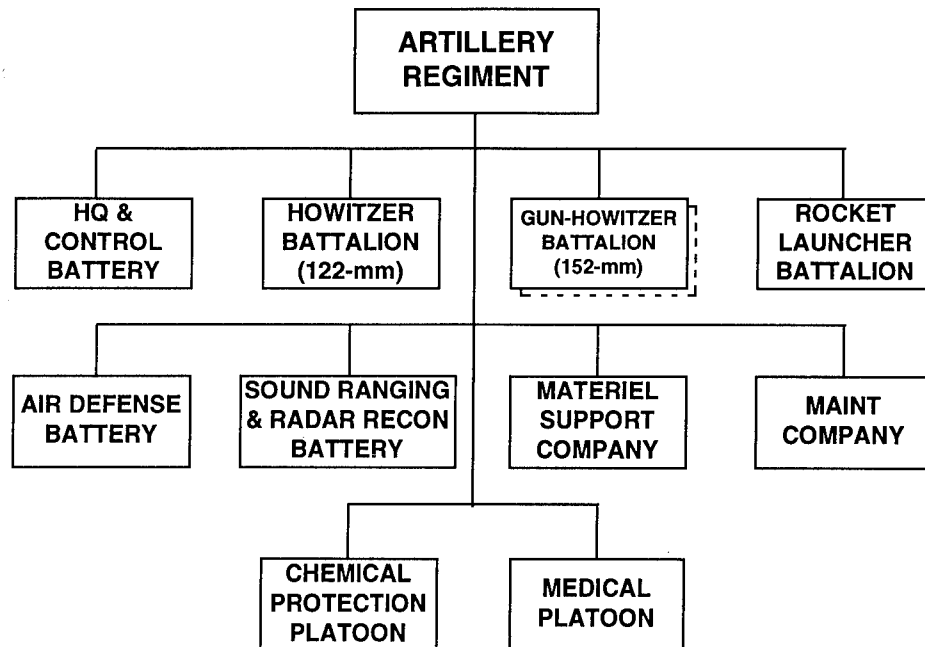 ARTILLERY
REGIMENT
HQ &
CONTROL
BATTERY
HOWITZER
BATTALION
(122-mm)
GUN-HOWITZER
BATTALION
(152-mm)
ROCKET
LAUNCHER
BATTALION
AIR DEFENSE
BATTERY
SOUND RANGING
& RADAR RECON
BATTERY
MATERIEL
SUPPORT
COMPANY
MAINT
COMPANY
CHEMICAL
PROTECTION
PLATOON
MEDICAL
PLATOON